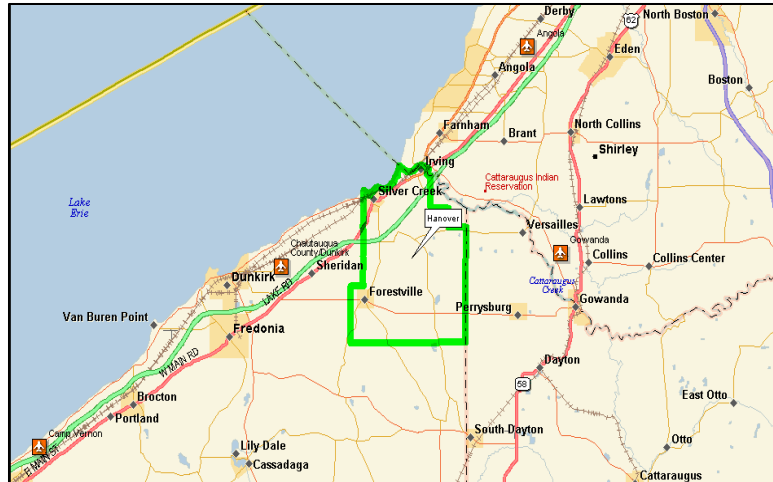 Derby
62
North Boston
Angola
Eden
Angola
Boston
Farnham
North Collins
Brant
Shirley
Irving
Cattaraugus Indian
Reservation
Silver Creek
Lawtons
Lake
Erie
Hanover
Versailles
Chautauqua
County/Dunkirk
Gowanda
Collins
Collins Center
Sheridan
Dunkirk
LAKE RD
Cattaraugus
Creek
Forestville
Gowanda
Perrysburg
Van Buren Point
Fredonia
W MAIN RD
Dayton
58
Brocton
East Otto
Portland
Camp Vernon
South Dayton
E MAIN ST
Lily Dale
Otto
Cassadaga
Cattaraugus